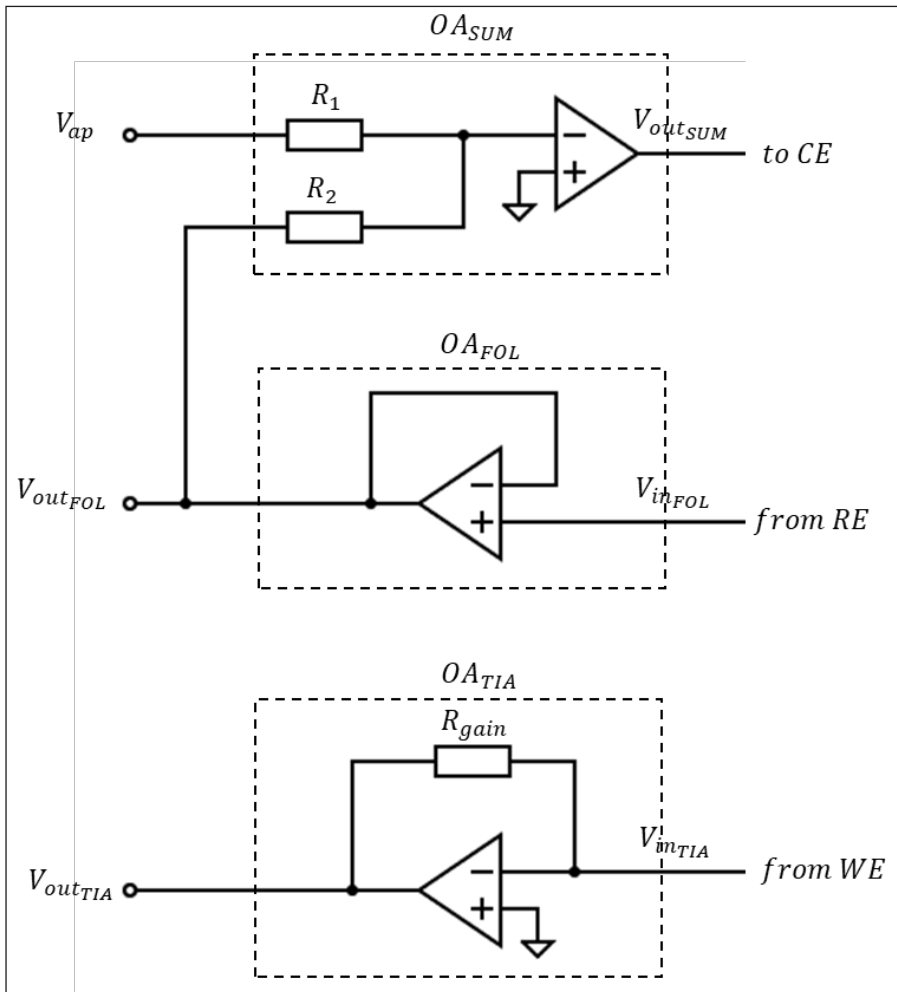 OA_SUM
R_1
V_ap
V_out_SUM
to CE
R_2
OA_FOL
V_out_FOL
V_in_FOL
from RE
OA_TIA
R_gain
V_in_TIA
from WE
V_out_TIA